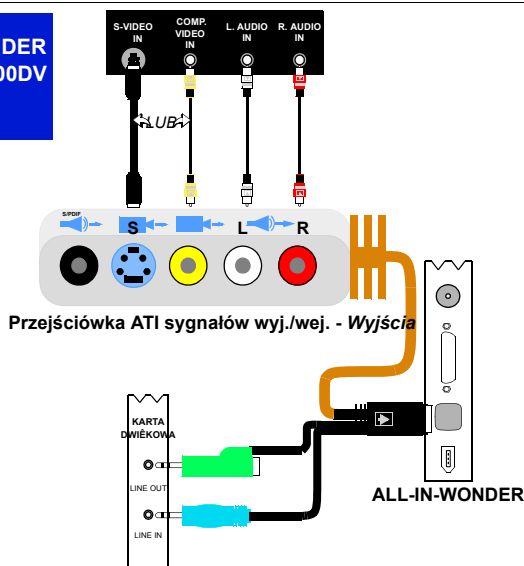 DER
00DV
S-VIDEO
IN
COMP.
VIDEO
IN
L. AUDIO
IN
R. AUDIO
IN
LUB
S/PDIF
S
L
R
Przejściówka ATI sygnałów wyj./wej. - Wyjścia
KARTA
DWIÊKOWA
LINE OUT
LINE IN
ALL-IN-WONDER